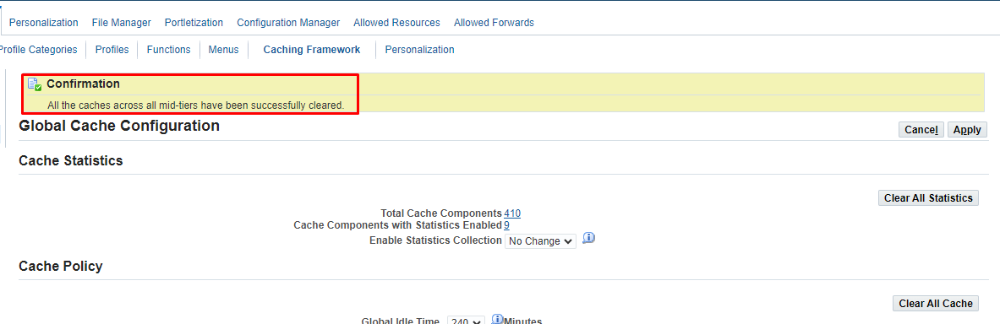 Personalization File Manager Portletization Configuration Manager Allowed Resources Allowed Forwards
Profile Categories Profiles Functions Menus Caching Framework Personalization
Confirmation
All the caches across all mid-tiers have been successfully cleared.
Global Cache Configuration
Cancel Apply
Cache Statistics
Clear All Statistics
Total Cache Components 410
Cache Components with Statistics Enabled 9
Enable Statistics Collection No Change
Cache Policy
Clear All Cache
Global Idle Time 240 Minutes